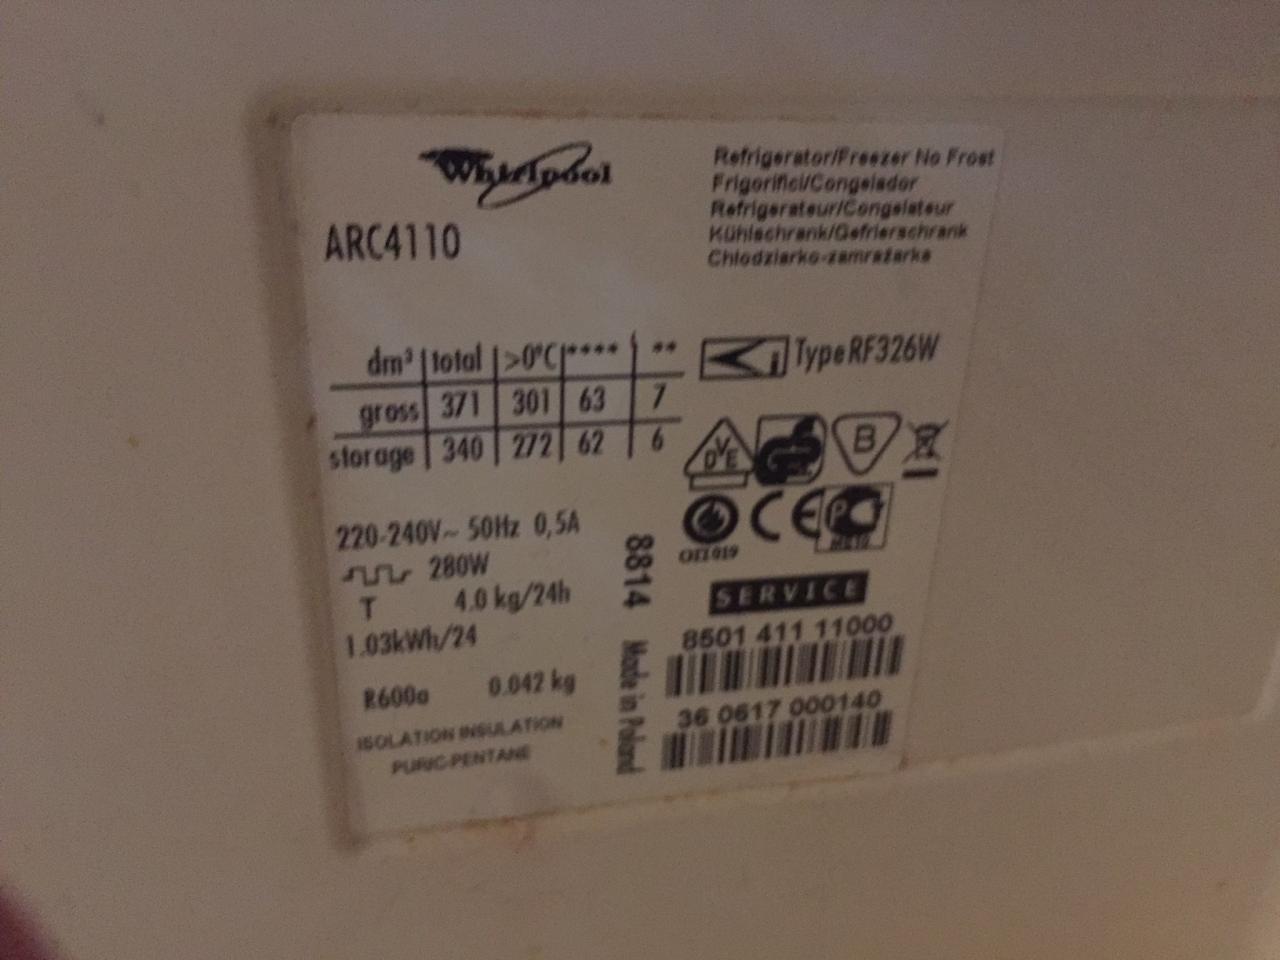 Whirlpool
ARC4110
Refrigerator/Freezer No Frost
Frigorifici/Congelador
Refrigerateur/Congelateur
Kühlschrank/Gefrierschrank
Chlodziarko-zamrażarka
dm³ total >0°C **** **
gross 371 301 63 7
storage 340 272 62 6
Type RF326W
DVE
B
CE
OП 019
220-240V~ 50Hz 0,5A
280W
T 4.0 kg/24h
1.03kWh/24
R600a 0.042 kg
ISOLATION INSULATION
PURIC-PENTANE
8814
Made in Poland
SERVICE
8501 411 11000
36 0617 000140